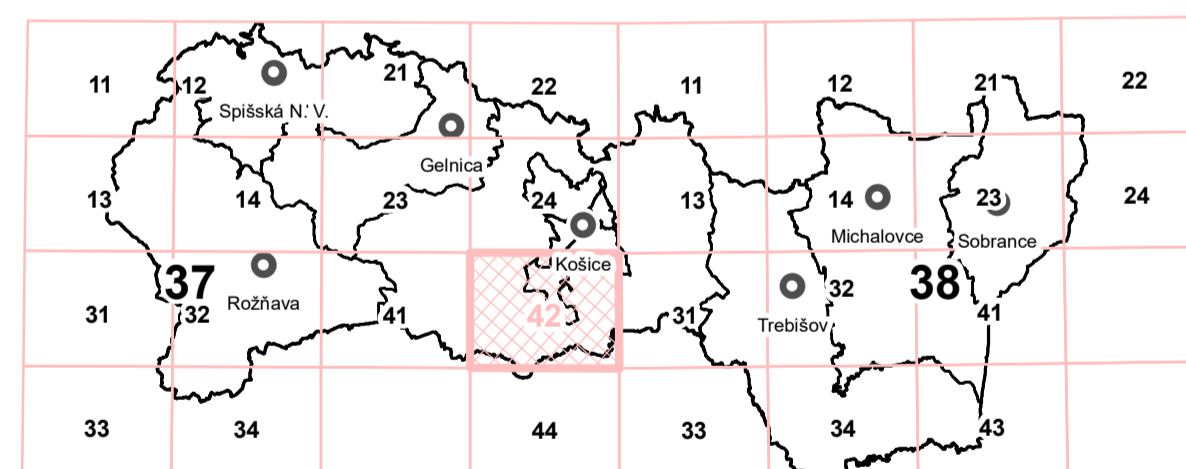 11 12 21 22 11 12 21 22
Spišská N. V.
Gelnica
13 14 23 24 13 14 23 24
Michalovce Sobrance
Košice
37 38
Rožňava
31 32 41 42 31 32 41
Trebišov
33 34 44 33 34 43